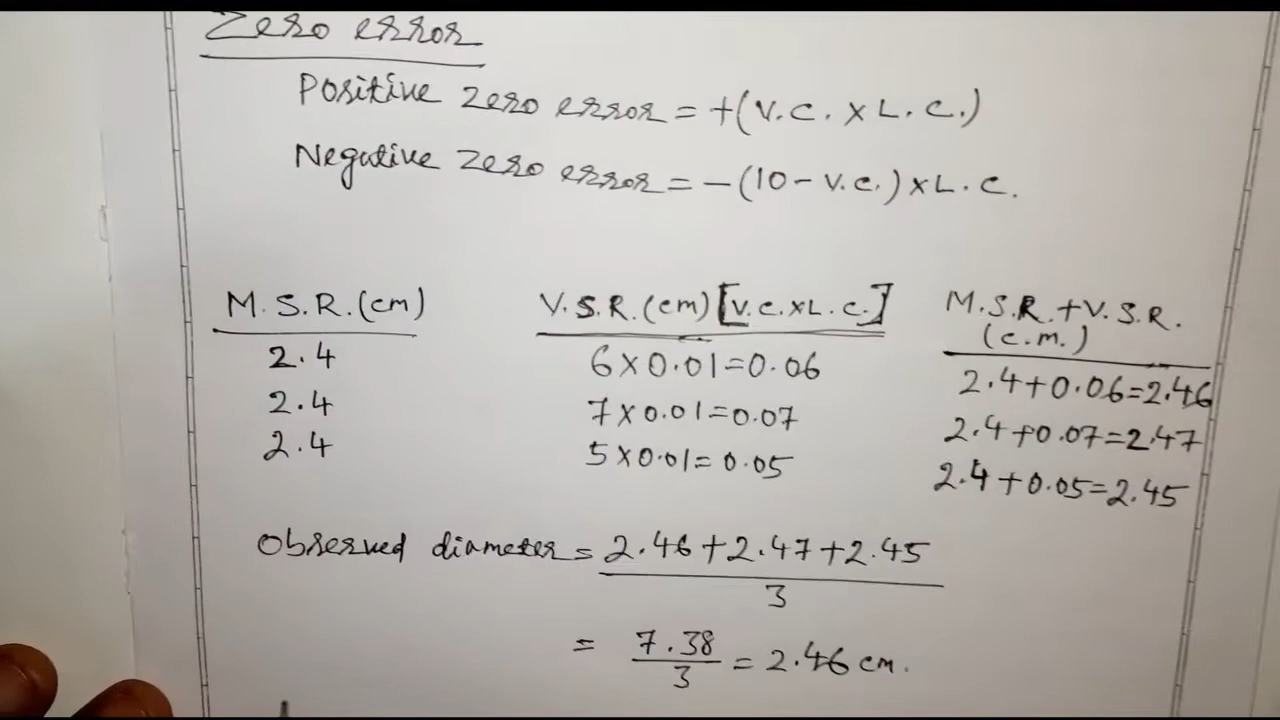 Zero error
Positive zero error = +(V.C. × L.C.)
Negative zero error = -(10 - V.C.) × L.C.
M.S.R.(cm) V.S.R.(cm) [V.C.×L.C.] M.S.R.+V.S.R. (c.m.)
2.4 6×0.01=0.06 2.4+0.06=2.46
2.4 7×0.01=0.07 2.4+0.07=2.47
2.4 5×0.01=0.05 2.4+0.05=2.45
Observed diameter = 2.46+2.47+2.45
3
= 7.38/3 = 2.46 cm.